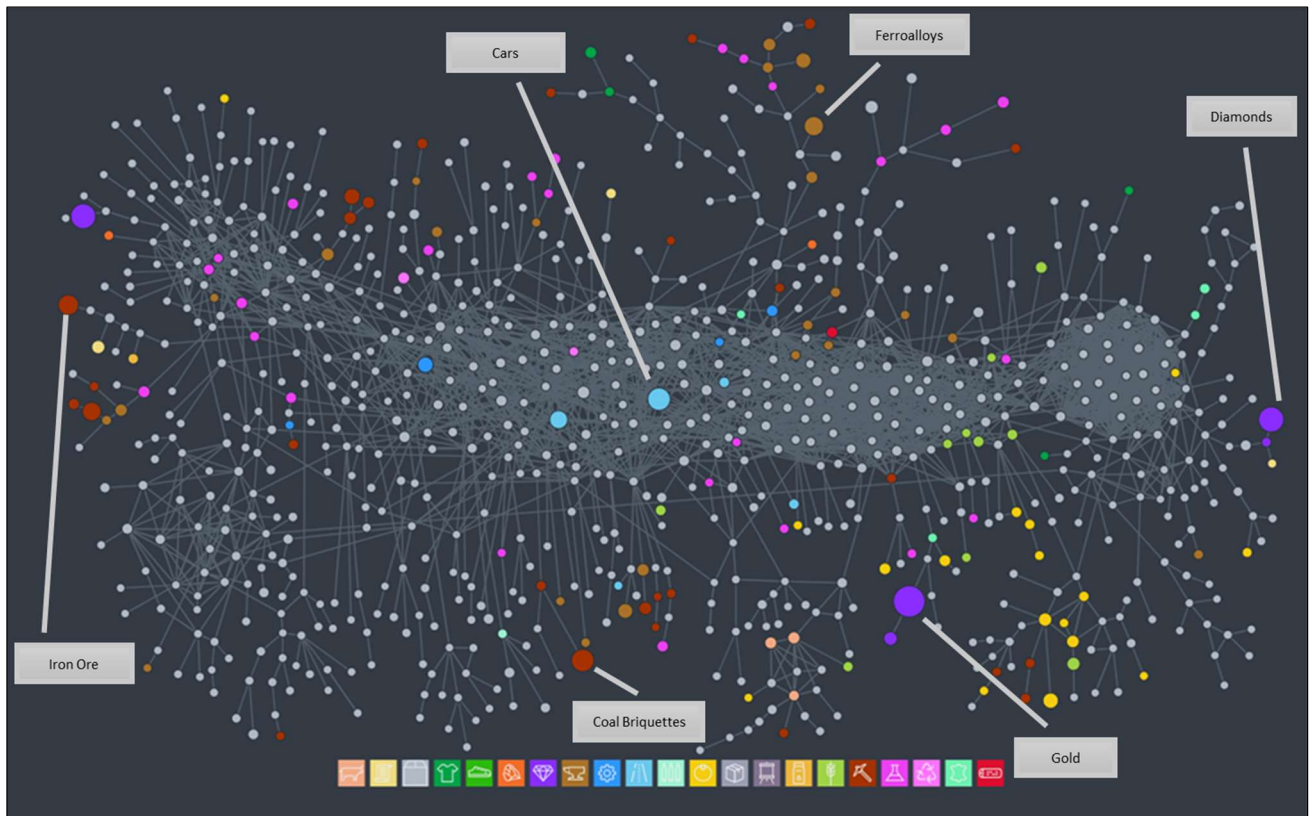 Cars
Ferroalloys
Diamonds
Iron Ore
Coal Briquettes
Gold